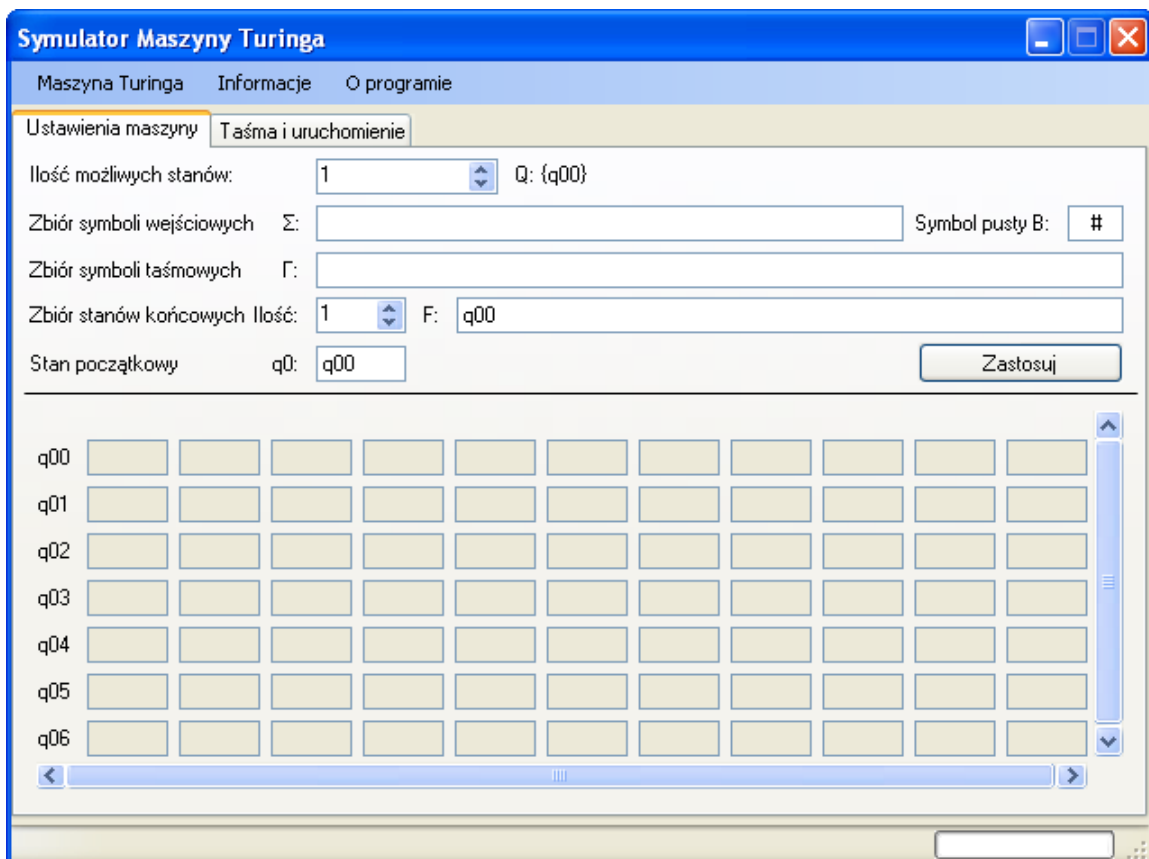 Symulator Maszyny Turinga
Maszyna Turinga Informacje O programie
Ustawienia maszyny Taśma i uruchomienie
Ilość możliwych stanów: 1 Q: {q00}
Zbiór symboli wejściowych Σ: Symbol pusty B: #
Zbiór symboli taśmowych Γ:
Zbiór stanów końcowych Ilość: 1 F: q00
Stan początkowy q0: q00 Zastosuj
q00
q01
q02
q03
q04
q05
q06